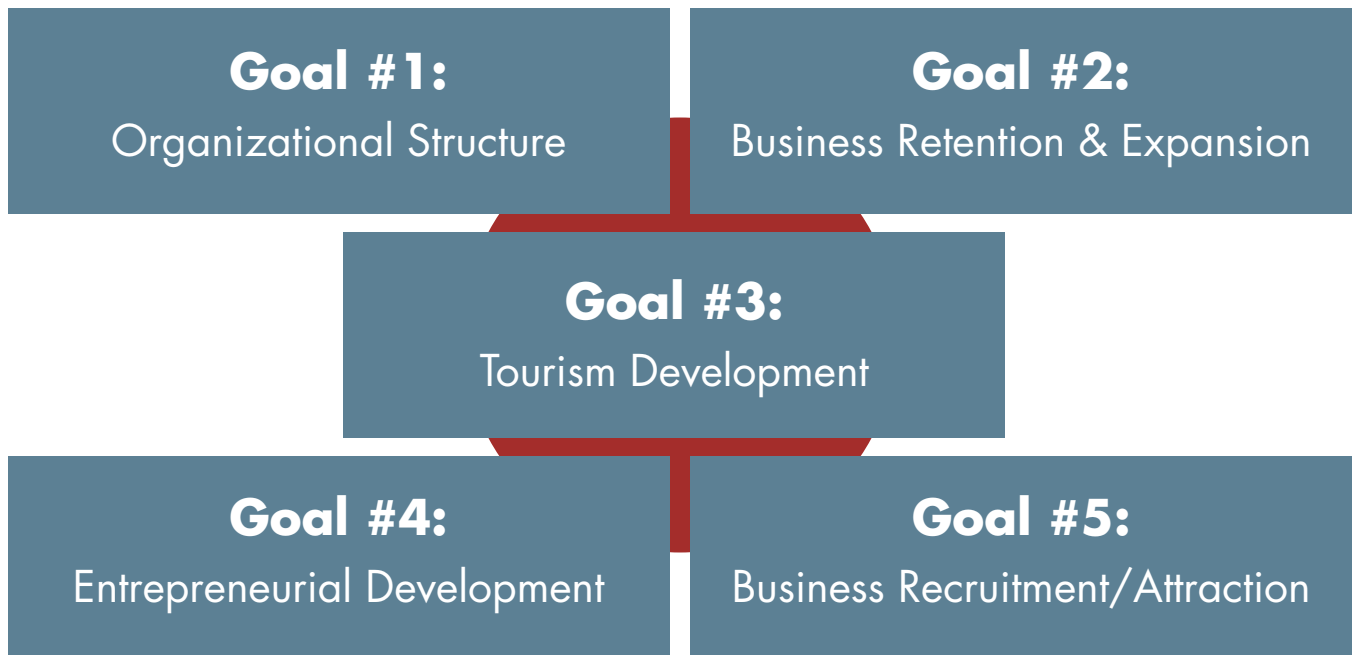 Goal #1:
Organizational Structure
Goal #2:
Business Retention & Expansion
Goal #3:
Tourism Development
Goal #4:
Entrepreneurial Development
Goal #5:
Business Recruitment/Attraction